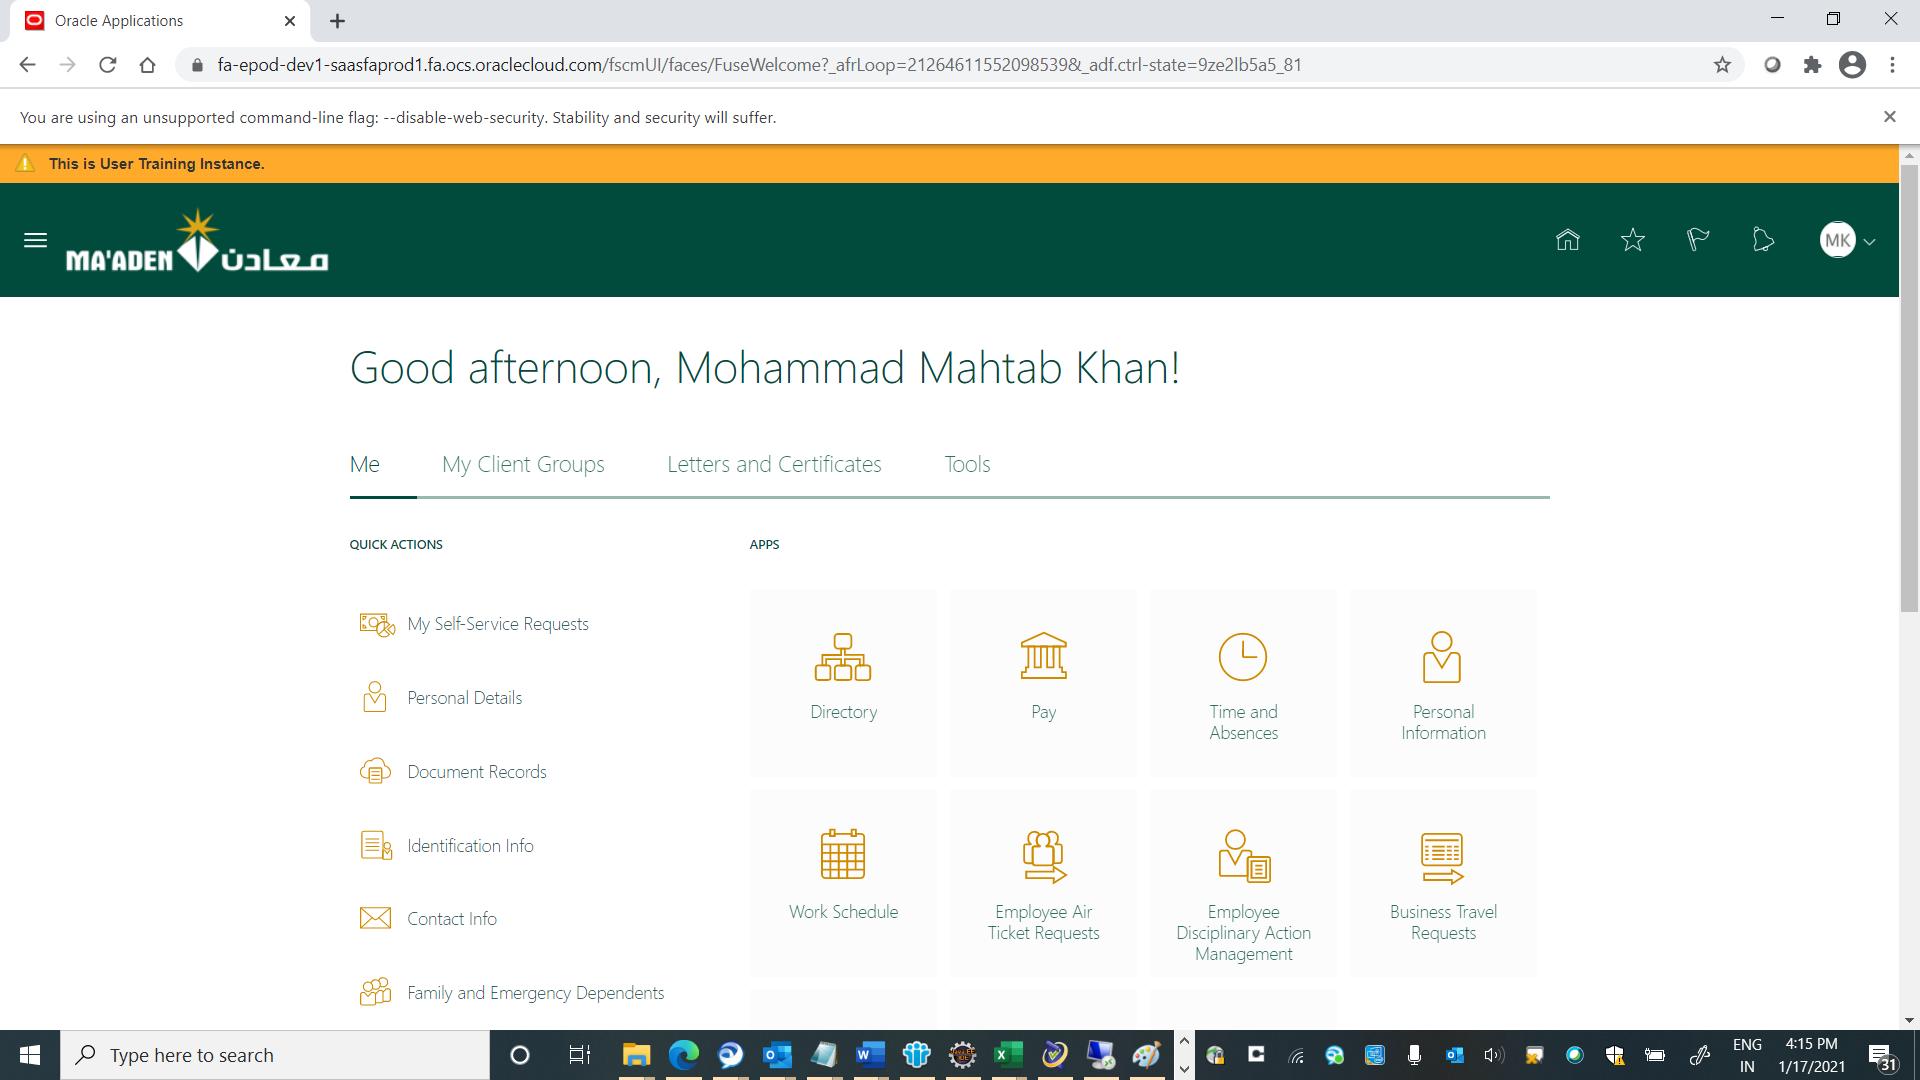 Oracle Applications
fa-epod-dev1-saasfaprod1.fa.ocs.oraclecloud.com/fscmUI/faces/FuseWelcome?_afrLoop=2126461155209​8539&_adf.ctrl-state=9ze2lb5a5_81
You are using an unsupported command-line flag: --disable-web-security. Stability and security will suffer.
This is User Training Instance.
MA'ADEN معادن
MK
Good afternoon, Mohammad Mahtab Khan!
Me My Client Groups Letters and Certificates Tools
QUICK ACTIONS
My Self-Service Requests
Personal Details
Document Records
Identification Info
Contact Info
Family and Emergency Dependents
APPS
Directory
Pay
Time and
Absences
Personal
Information
Work Schedule
Employee Air
Ticket Requests
Employee
Disciplinary Action
Management
Business Travel
Requests
Type here to search
ENG
IN
4:15 PM
1/17/2021
31